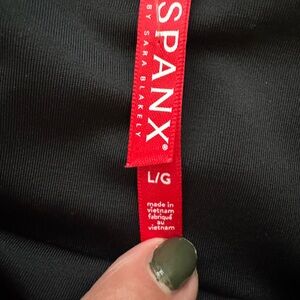 SPANX®
BY SARA BLAKELY
L/G
made in
vietnam
fabriqué
au
vietnam